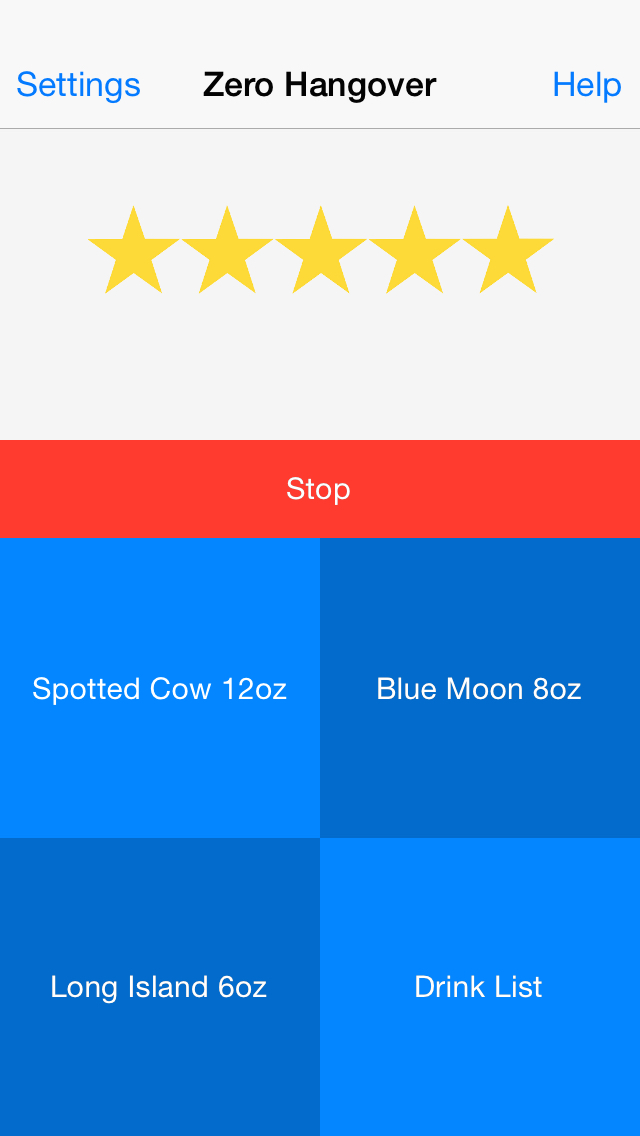 Settings Zero Hangover Help
Stop
Spotted Cow 12oz Blue Moon 8oz
Long Island 6oz Drink List